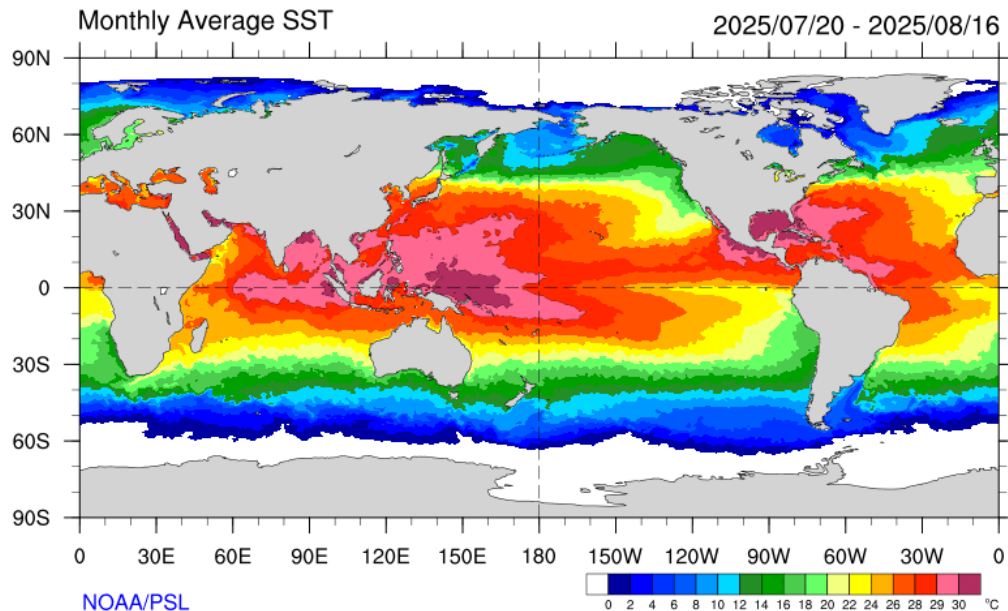 Monthly Average SST 2025/07/20 - 2025/08/16
90N
60N
30N
0
30S
60S
90S
0 30E 60E 90E 120E 150E 180 150W 120W 90W 60W 30W 0
0 2 4 6 8 10 12 14 16 18 20 22 24 26 28 29 30 °C
NOAA/PSL